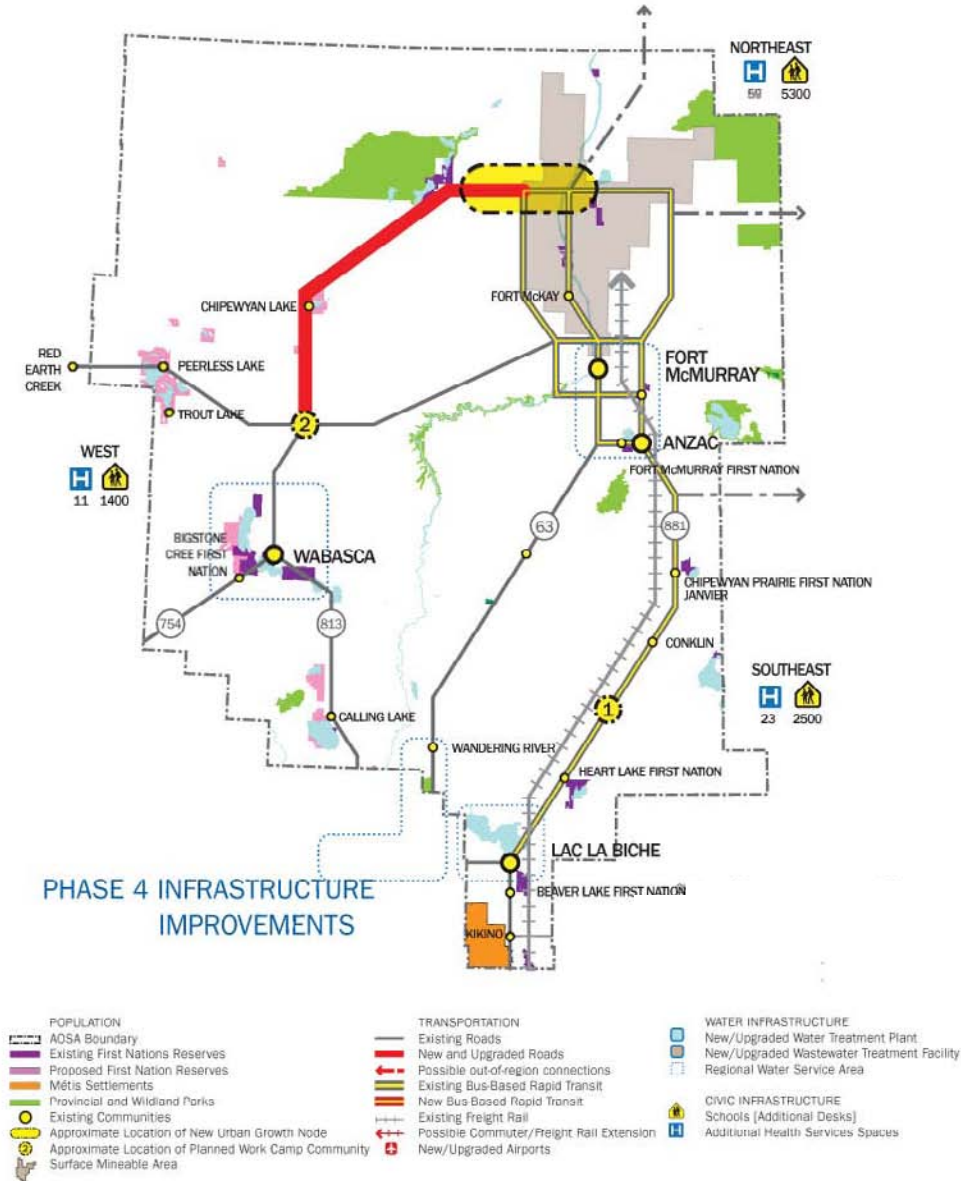 NORTHEAST
H
59 5300
CHIPEWYAN LAKE
FORT McKAY
RED
EARTH
CREEK
PEERLESS LAKE
FORT
McMURRAY
TROUT LAKE
2
WEST
H
11 1400
ANZAC
FORT McMURRAY FIRST NATION
BIGSTONE
CREE FIRST
NATION
WABASCA
63
881
CHIPEWYAN PRAIRIE FIRST NATION
JANVIER
754
813
CONKLIN
SOUTHEAST
H
23 2500
1
CALLING LAKE
WANDERING RIVER
HEART LAKE FIRST NATION
LAC LA BICHE
PHASE 4 INFRASTRUCTURE
IMPROVEMENTS
BEAVER LAKE FIRST NATION
KIKINO
POPULATION
AOSA Boundary
Existing First Nations Reserves
Proposed First Nation Reserves
Métis Settlements
Provincial and Wildland Parks
Existing Communities
Approximate Location of New Urban Growth Node
2 Approximate Location of Planned Work Camp Community
Surface Mineable Area
TRANSPORTATION
Existing Roads
New and Upgraded Roads
Possible out-of-region connections
Existing Bus-Based Rapid Transit
New Bus-Based Rapid Transit
Existing Freight Rail
Possible Commuter/Freight Rail Extension
New/Upgraded Airports
WATER INFRASTRUCTURE
New/Upgraded Water Treatment Plant
New/Upgraded Wastewater Treatment Facility
Regional Water Service Area
CIVIC INFRASTRUCTURE
Schools [Additional Desks]
H Additional Health Services Spaces